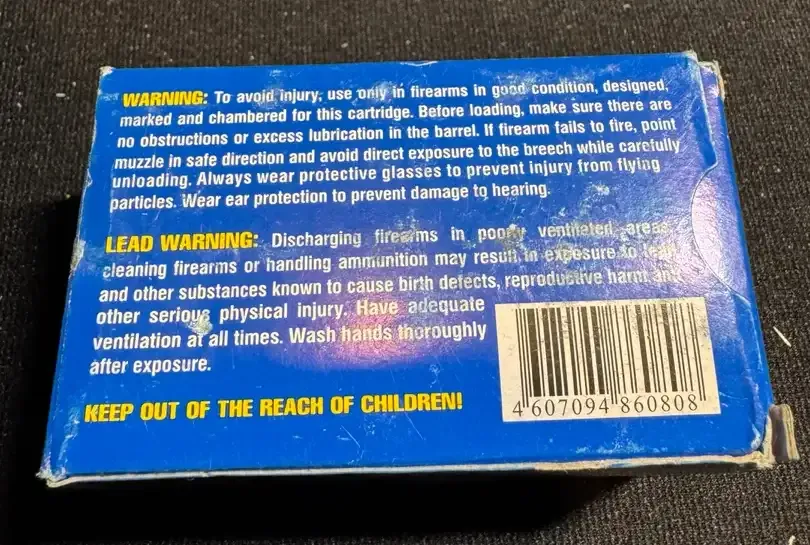 WARNING: To avoid injury, use only in firearms in good condition, designed,
marked and chambered for this cartridge. Before loading, make sure there are
no obstructions or excess lubrication in the barrel. If firearm fails to fire, point
muzzle in safe direction and avoid direct exposure to the breech while carefully
unloading. Always wear protective glasses to prevent injury from flying
particles. Wear ear protection to prevent damage to hearing.
LEAD WARNING: Discharging firearms in poorly ventilated areas,
cleaning firearms or handling ammunition may result in exposure to lead
and other substances known to cause birth defects, reproductive harm and
other serious physical injury. Have adequate
ventilation at all times. Wash hands thoroughly
after exposure.
KEEP OUT OF THE REACH OF CHILDREN!
4 607094 860808